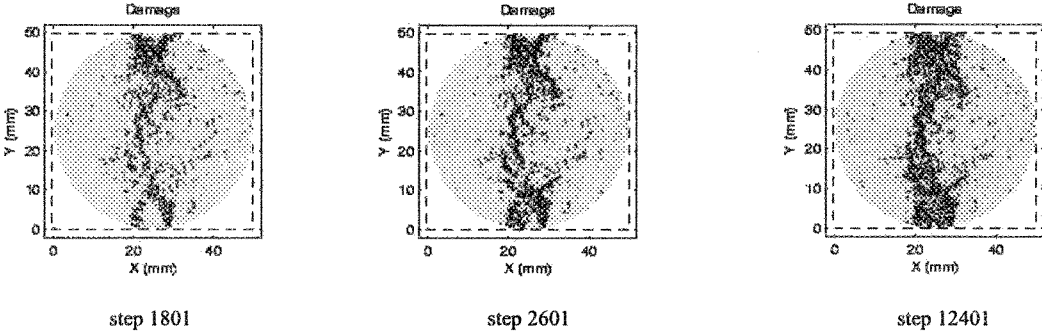 Damage Damage Damage
50 50 50
40 40 40
30 30 30
20 20 20
10 10 10
0 0 0
Y (mm) Y (mm) Y (mm)
0 20 40 0 20 40 0 20 40
X (mm) X (mm) X (mm)
step 1801 step 2601 step 12401